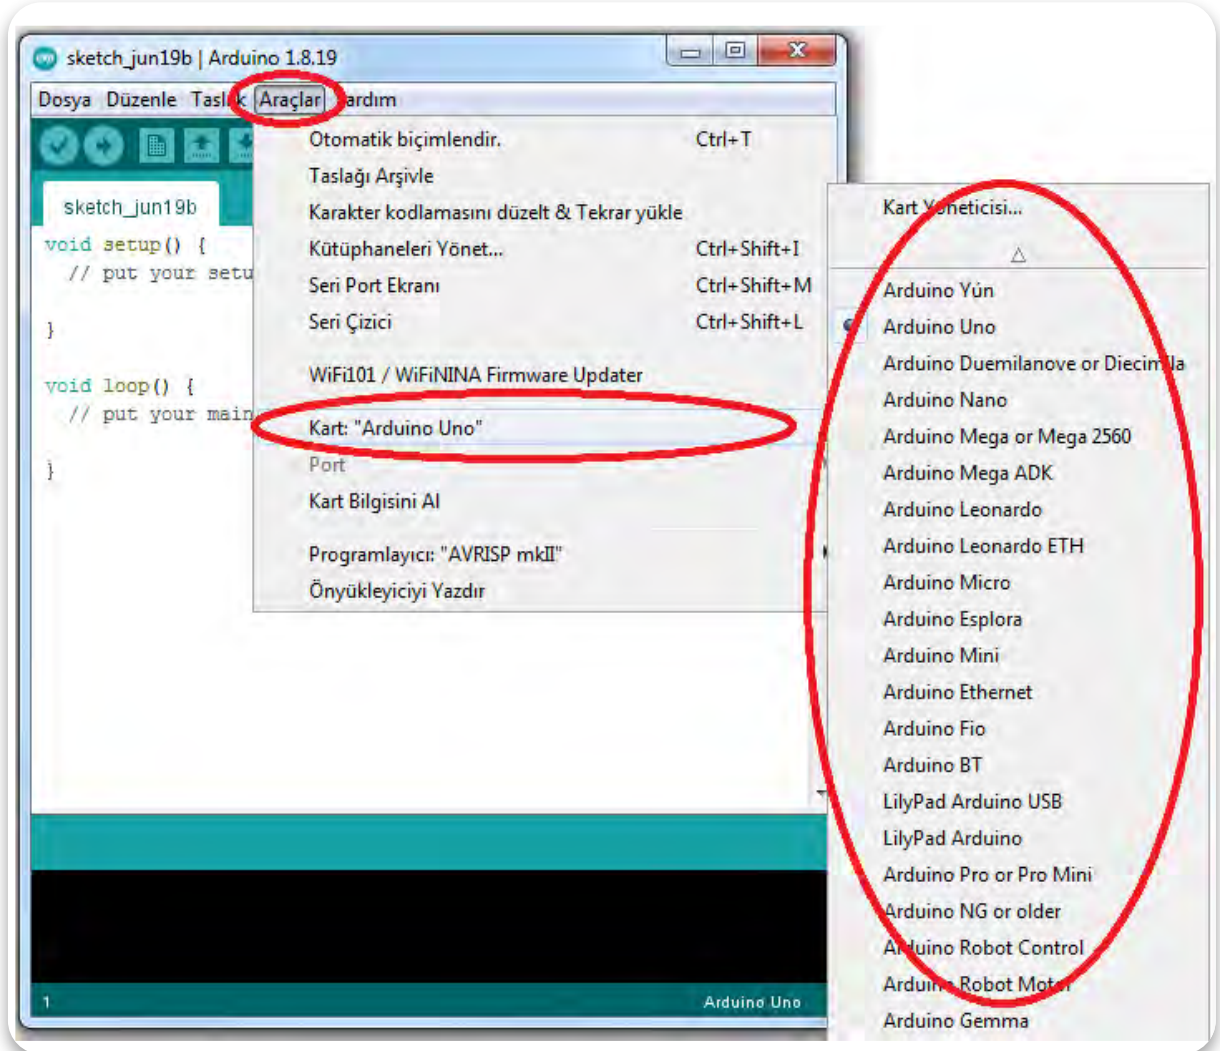 sketch_jun19b | Arduino 1.8.19
Dosya Düzenle Taslak Araçlar Yardım
Otomatik biçimlendir. Ctrl+T
Taslağı Arşivle
Karakter kodlamasını düzelt & Tekrar yükle
Kütüphaneleri Yönet... Ctrl+Shift+I
Seri Port Ekranı Ctrl+Shift+M
Seri Çizici Ctrl+Shift+L
WiFi101 / WiFiNINA Firmware Updater
Kart: "Arduino Uno"
Port
Kart Bilgisini Al
Programlayıcı: "AVRISP mkII"
Önyükleyiciyi Yazdır
sketch_jun19b
void setup() {
// put your setu
}
void loop() {
// put your main
}
Kart Yöneticisi...
Arduino Yún
Arduino Uno
Arduino Duemilanove or Diecimila
Arduino Nano
Arduino Mega or Mega 2560
Arduino Mega ADK
Arduino Leonardo
Arduino Leonardo ETH
Arduino Micro
Arduino Esplora
Arduino Mini
Arduino Ethernet
Arduino Fio
Arduino BT
LilyPad Arduino USB
LilyPad Arduino
Arduino Pro or Pro Mini
Arduino NG or older
Arduino Robot Control
Arduino Robot Motor
Arduino Gemma
1 Arduino Uno